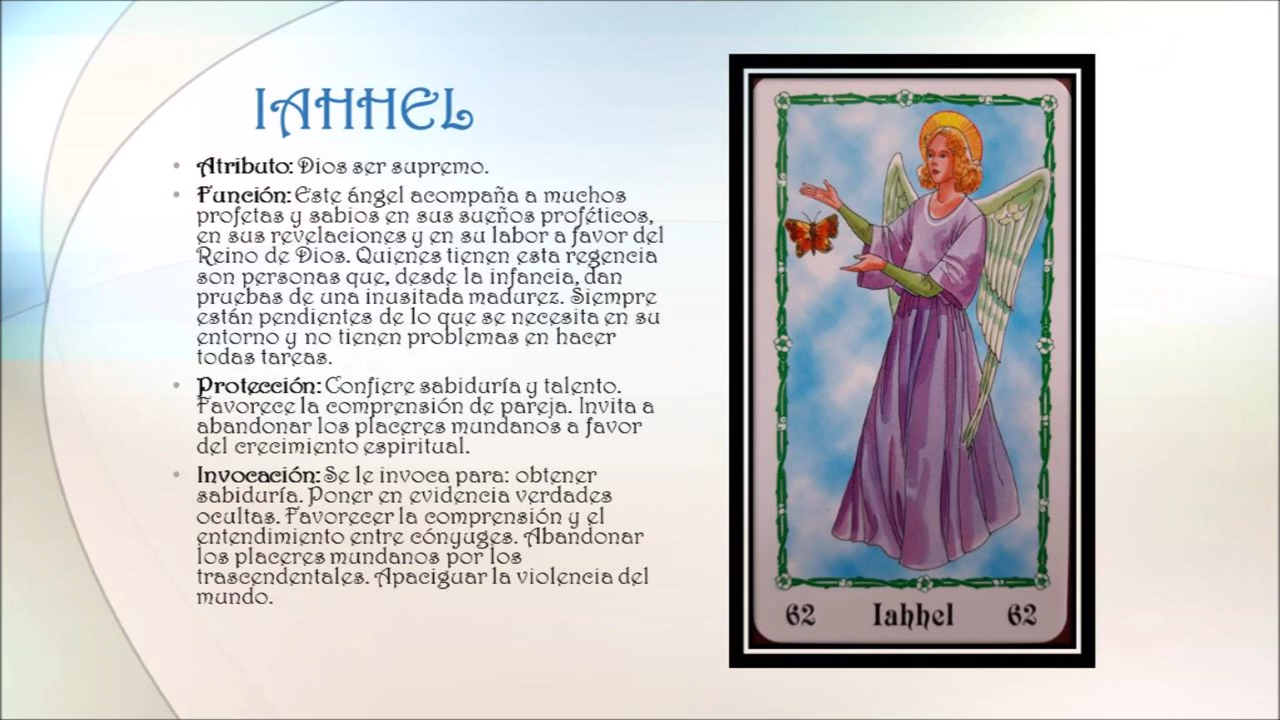 IAHHEL
• Atributo: Dios ser supremo.
• Función: Este ángel acompaña a muchos
profetas y sabios en sus sueños proféticos,
en sus revelaciones y en su labor a favor del
Reino de Dios. Quienes tienen esta regencia
son personas que, desde la infancia, dan
pruebas de una inusitada madurez. Siempre
están pendientes de lo que se necesita en su
entorno y no tienen problemas en hacer
todas tareas.
• Protección: Confiere sabiduría y talento.
Favorece la comprensión de pareja. Invita a
abandonar los placeres mundanos a favor
del crecimiento espiritual.
• Invocación: Se le invoca para: obtener
sabiduría. Poner en evidencia verdades
ocultas. Favorecer la comprensión y el
entendimiento entre cónyuges. Abandonar
los placeres mundanos por los
trascendentales. Apaciguar la violencia del
mundo.
62 Iahhel 62